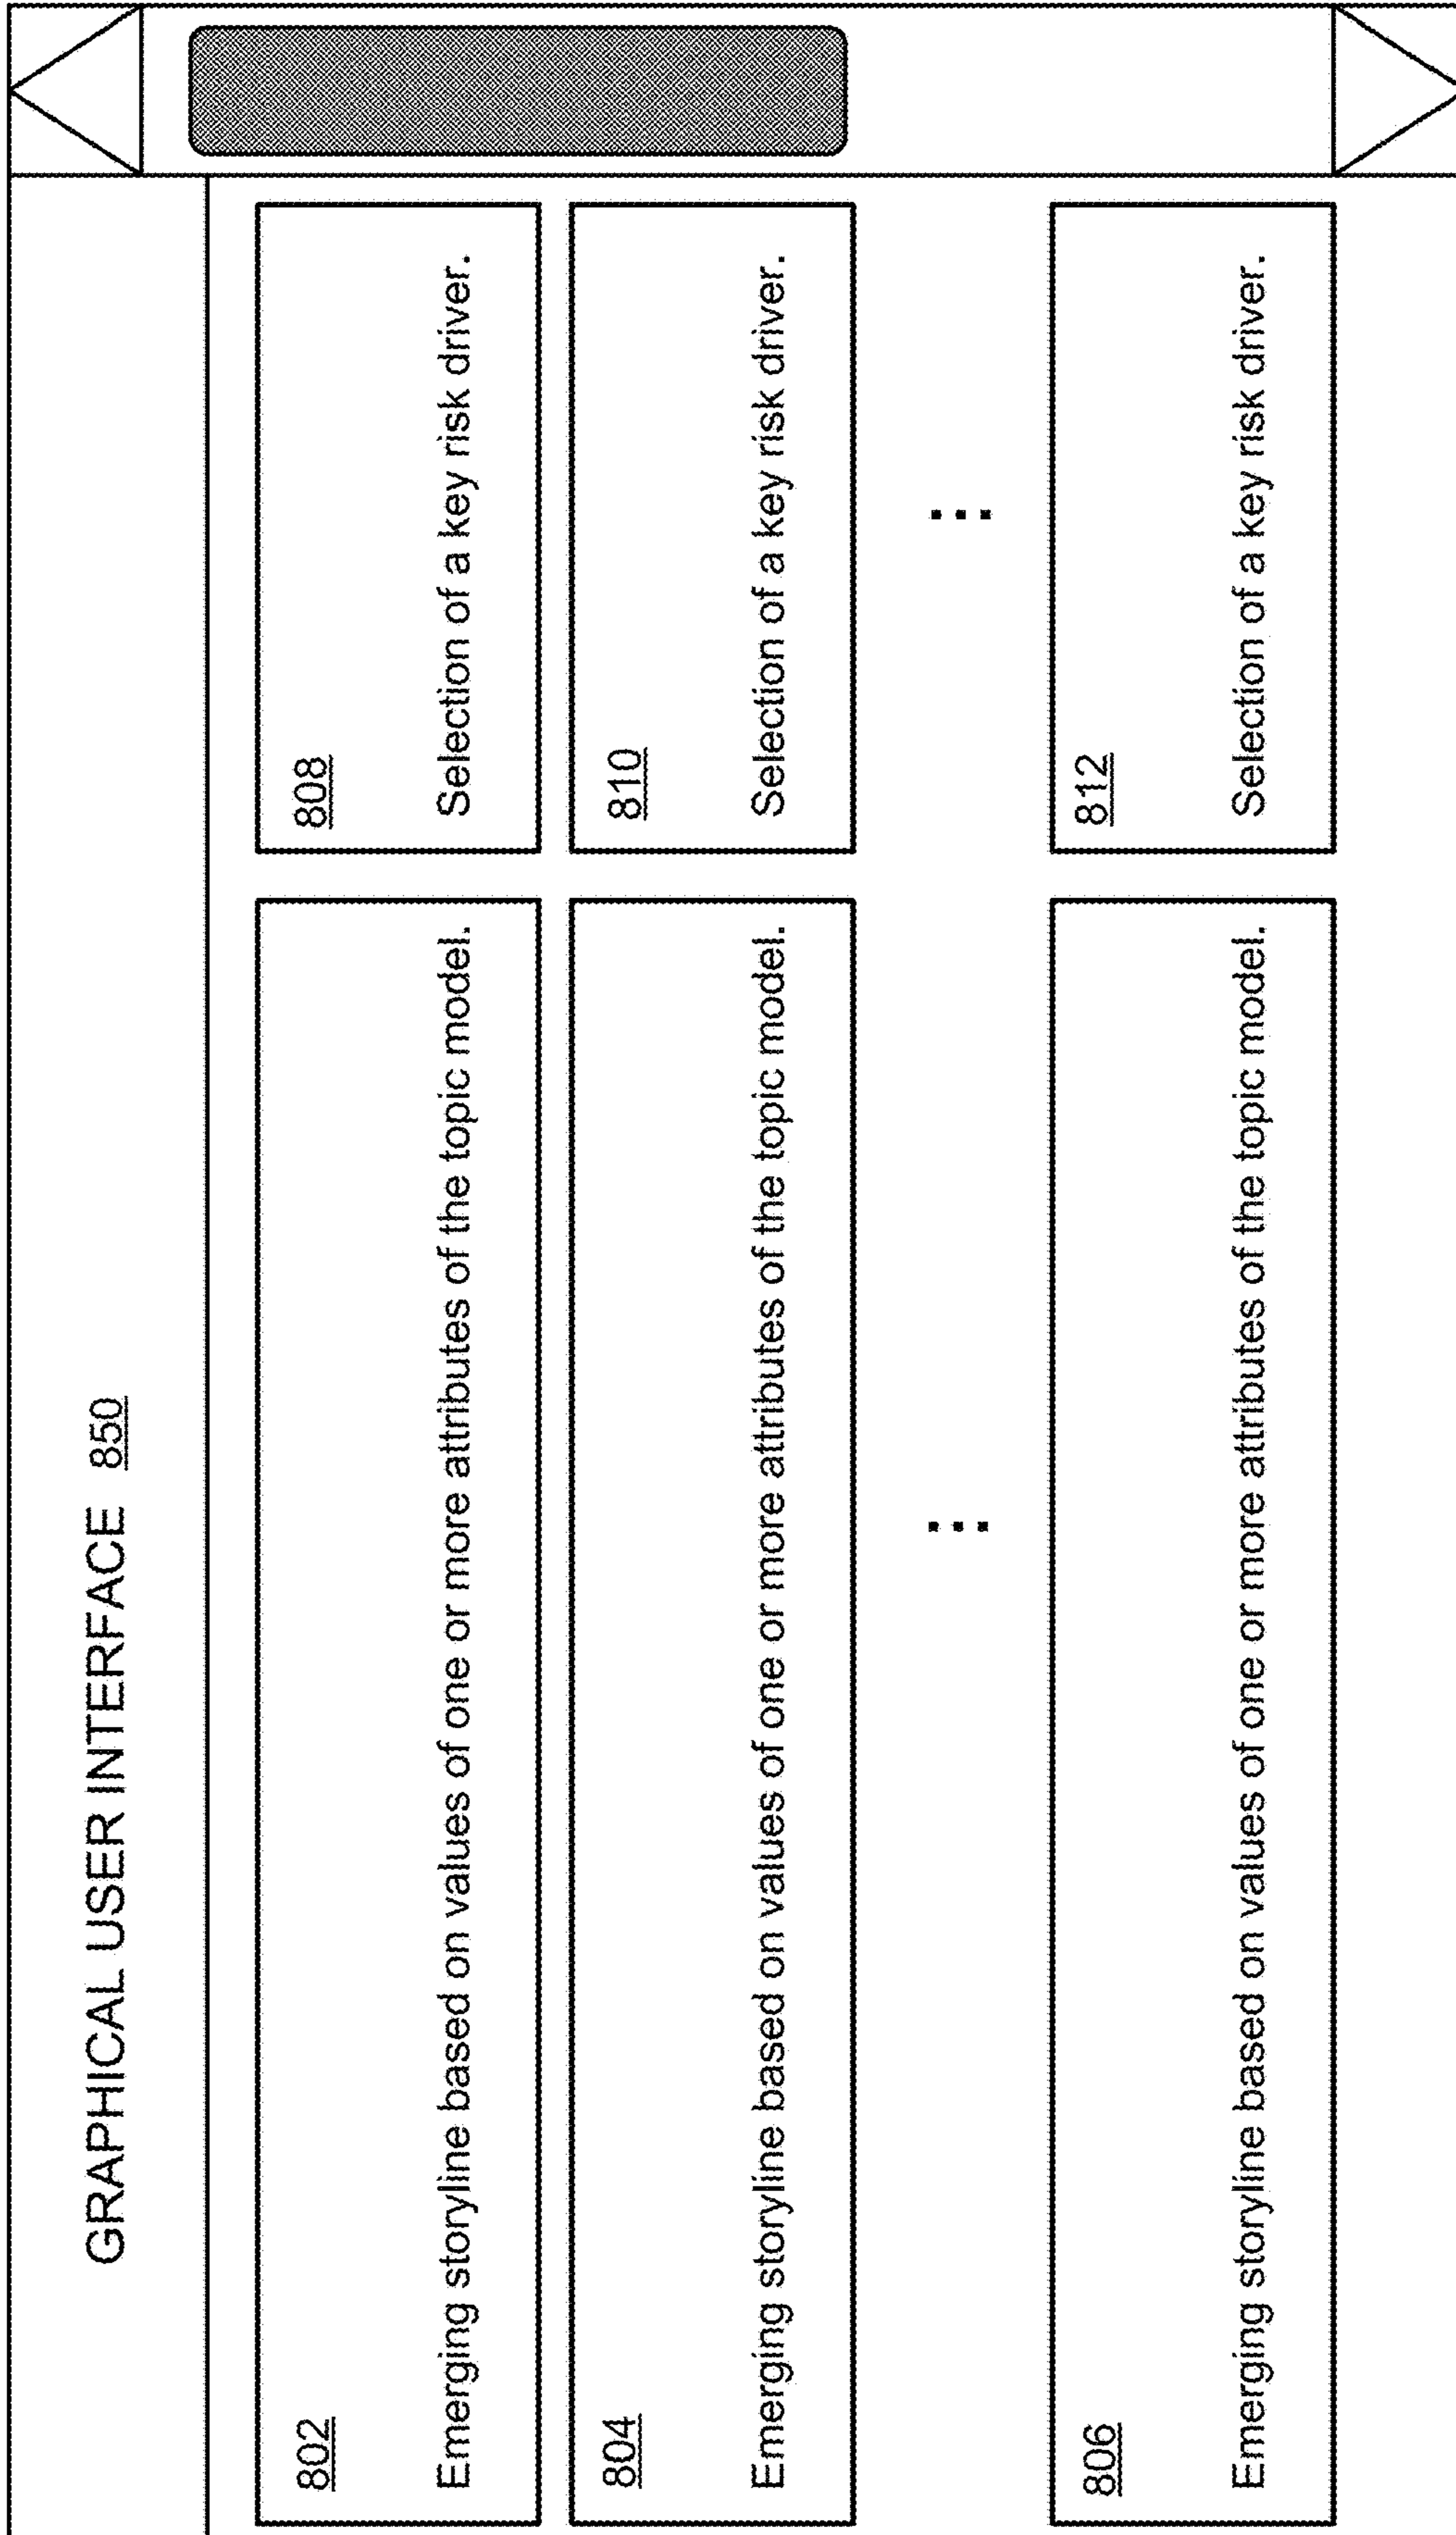 GRAPHICAL USER INTERFACE 850
802
Emerging storyline based on values of one or more attributes of the topic model.
808
Selection of a key risk driver.
804
Emerging storyline based on values of one or more attributes of the topic model.
810
Selection of a key risk driver.
...
...
806
Emerging storyline based on values of one or more attributes of the topic model.
812
Selection of a key risk driver.